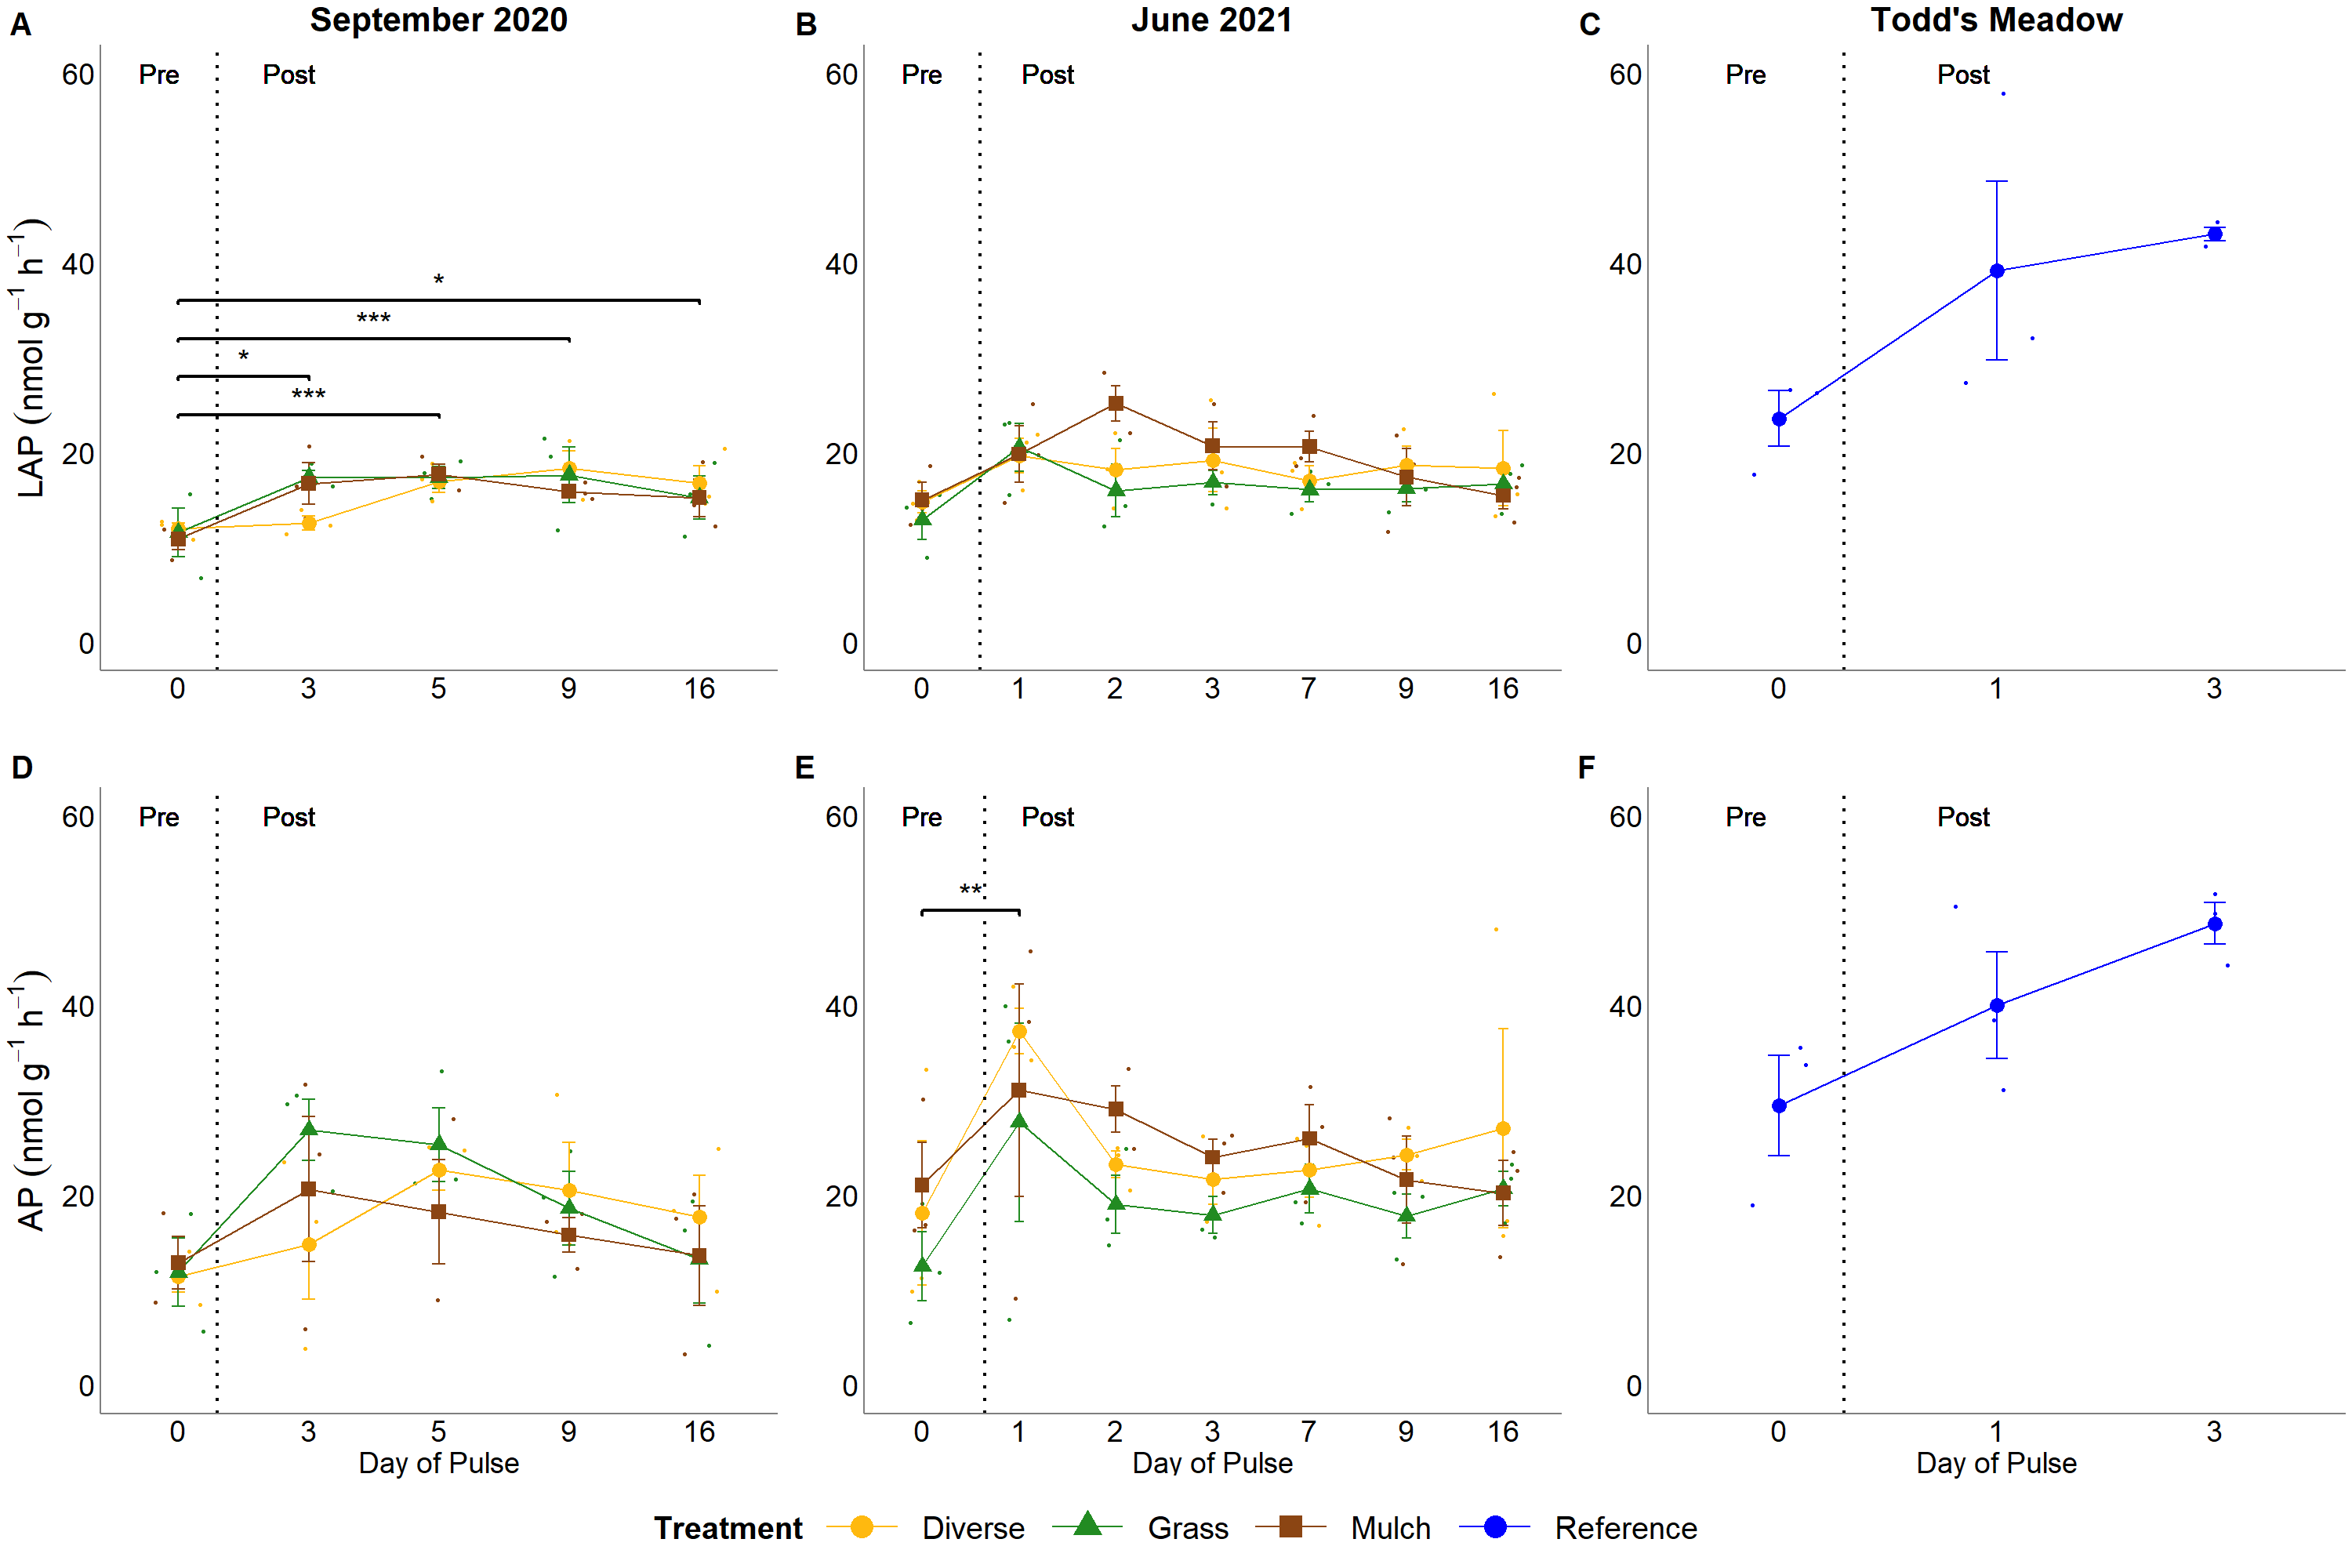 A September 2020 B June 2021 C Todd's Meadow
60 Pre Post 60 Pre Post 60 Pre Post
40 40 40
*
***
*
***
20 20 20
0 0 0
LAP (nmol g⁻¹ h⁻¹)
0 3 5 9 16 0 1 2 3 7 9 16 0 1 3
D E F
60 Pre Post 60 Pre Post 60 Pre Post
**
40 40 40
20 20 20
0 0 0
AP (nmol g⁻¹ h⁻¹)
0 3 5 9 16 0 1 2 3 7 9 16 0 1 3
Day of Pulse Day of Pulse Day of Pulse
Treatment Diverse Grass Mulch Reference